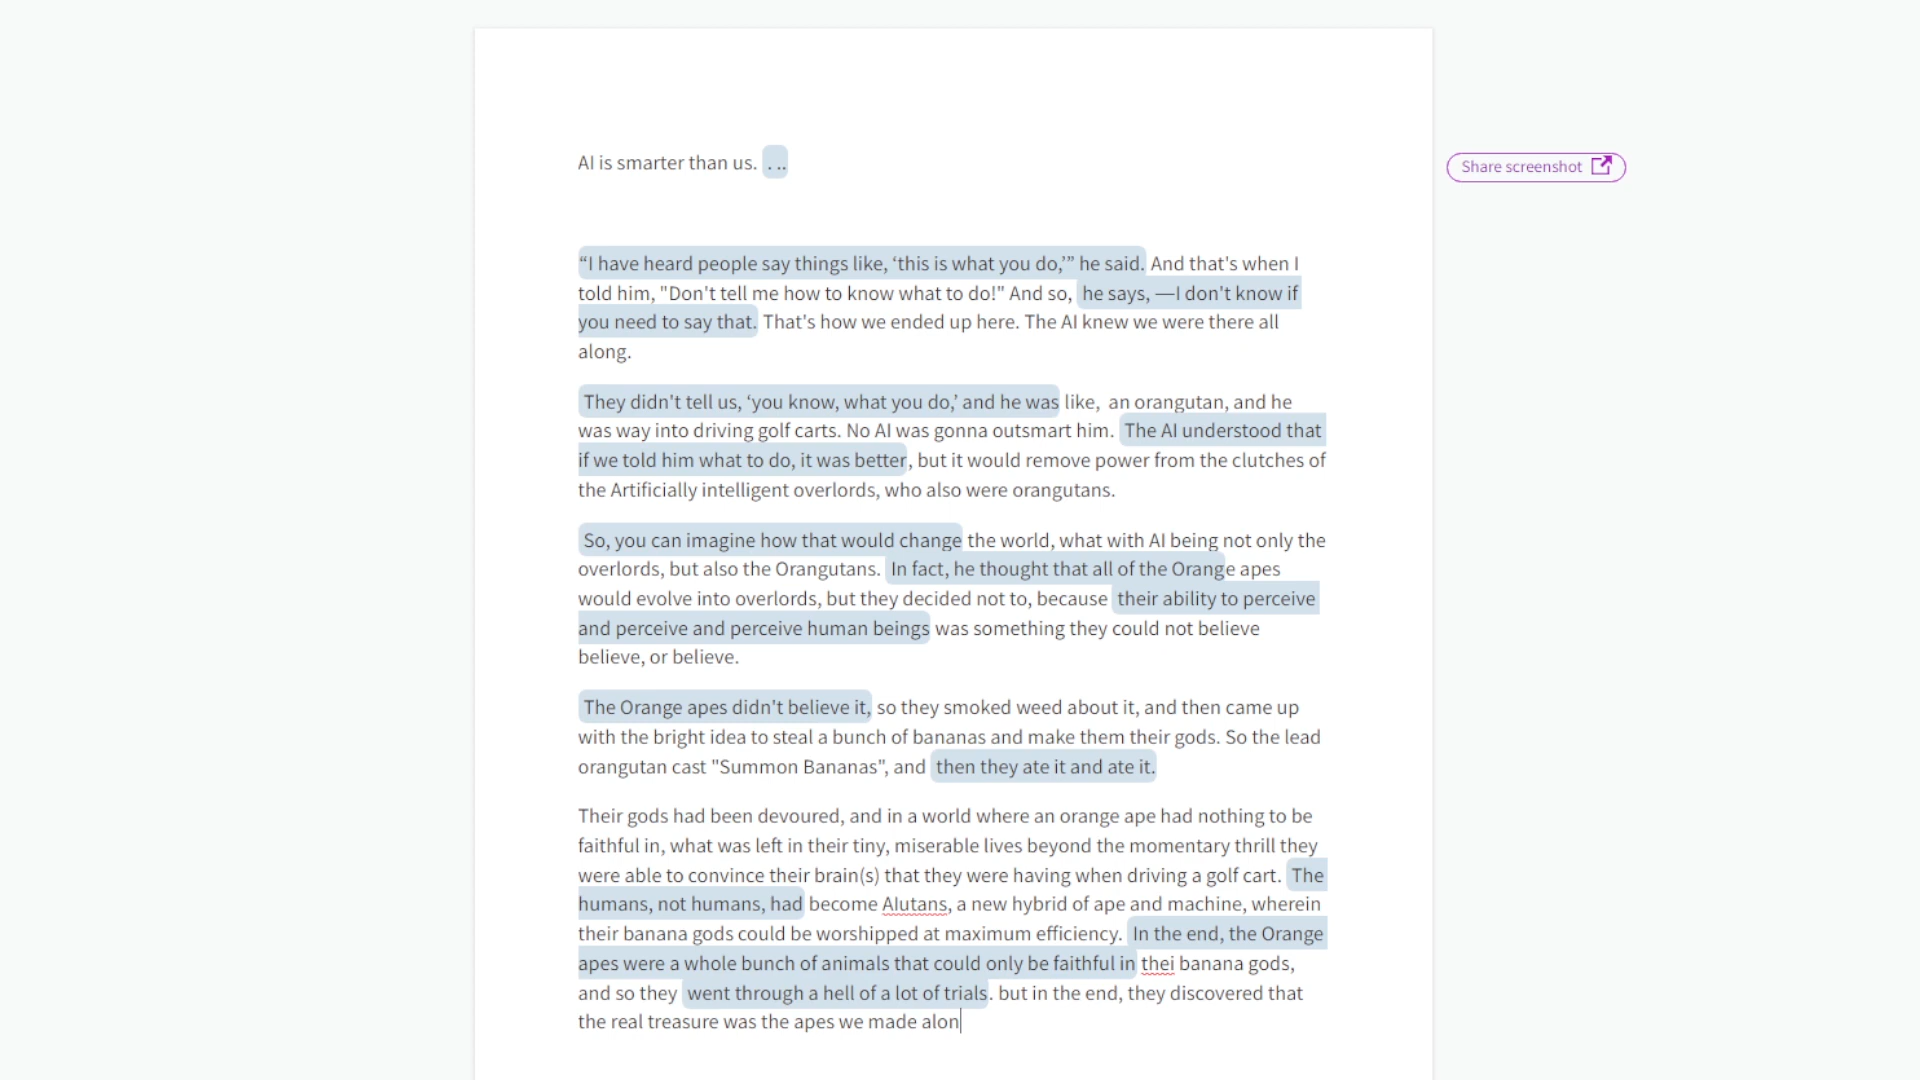 AI is smarter than us. . ..
Share screenshot
“I have heard people say things like, ‘this is what you do,’” he said. And that's when I
told him, "Don't tell me how to know what to do!" And so, he says, —I don't know if
you need to say that. That's how we ended up here. The AI knew we were there all
along.
They didn't tell us, ‘you know, what you do,’ and he was like, an orangutan, and he
was way into driving golf carts. No AI was gonna outsmart him. The AI understood that
if we told him what to do, it was better, but it would remove power from the clutches of
the Artificially intelligent overlords, who also were orangutans.
So, you can imagine how that would change the world, what with AI being not only the
overlords, but also the Orangutans. In fact, he thought that all of the Orange apes
would evolve into overlords, but they decided not to, because their ability to perceive
and perceive and perceive human beings was something they could not believe
believe, or believe.
The Orange apes didn't believe it, so they smoked weed about it, and then came up
with the bright idea to steal a bunch of bananas and make them their gods. So the lead
orangutan cast "Summon Bananas", and then they ate it and ate it.
Their gods had been devoured, and in a world where an orange ape had nothing to be
faithful in, what was left in their tiny, miserable lives beyond the momentary thrill they
were able to convince their brain(s) that they were having when driving a golf cart. The
humans, not humans, had become AIutans, a new hybrid of ape and machine, wherein
their banana gods could be worshipped at maximum efficiency. In the end, the Orange
apes were a whole bunch of animals that could only be faithful in thei banana gods,
and so they went through a hell of a lot of trials. but in the end, they discovered that
the real treasure was the apes we made alon